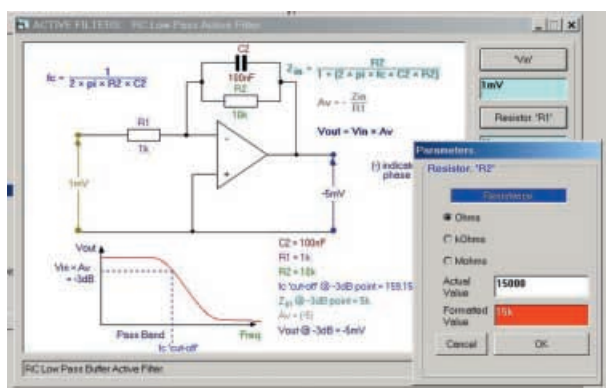 ACTIVE FILTERS: RC Low Pass Active Filter
fc = 1
2 × pi × R2 × C2
C2
100nF
R2
10k
Zin = R2
1 + (2 × pi × fc × C2 × R2)
Av = - Zin
R1
Vout = Vin × Av
R1
1k
1mV
-
+
-5mV
(-) indicat
phase
'Vin'
1mV
Resistor 'R1'
Vout
Vin × Av
= -3dB
Pass Band
Freq
fc 'cut-off'
C2 = 100nF
R1 = 1k
R2 = 10k
fc 'cut-off' @ -3dB point = 159.15
Zin @ -3dB point = 5k
Av = (-5)
Vout @ -3dB = -5mV
RC Low Pass Buffer Active Filter
Parameters
Resistor. "R2"
Resistance
Ohms
kOhms
Mohms
Actual
Value
15000
Formatted
Value
15k
Cancel
OK